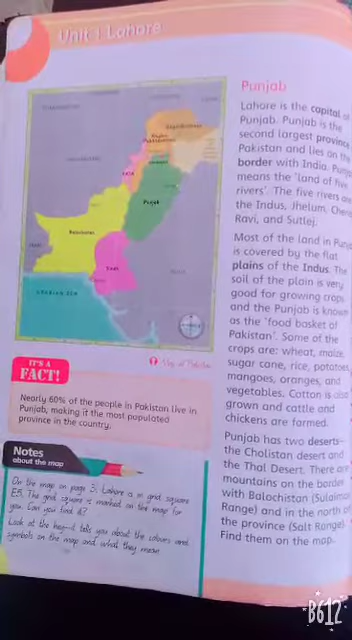 Unit 1 Lahore
Punjab
Lahore is the capital of
Punjab. Punjab is the
second largest province
Pakistan and lies on the
border with India. Punj
means the 'land of five
rivers'. The five rivers are
the Indus, Jhelum, Chen
Ravi, and Sutlej.
Most of the land in Pun
is covered by the flat
plains of the Indus. The
soil of the plain is very
good for growing crops
and the Punjab is known
as the 'food basket of
Pakistan'. Some of the
crops are: wheat, maize,
sugar cane, rice, potatoes,
mangoes, oranges, and
vegetables. Cotton is also
grown and cattle and
chickens are farmed.
Punjab has two deserts—
the Cholistan desert and
the Thal Desert. There are
mountains on the border
with Balochistan (Sulaiman
Range) and in the north of
the province (Salt Range).
Find them on the map.
Punjab
Balochistan
Sindh
FATA
ARABIAN SEA
Map of Pakistan
IT'S A
FACT!
Nearly 60% of the people in Pakistan live in
Punjab, making it the most populated
province in the country.
Notes
about the map
On the map on page 3, Lahore is in grid square
E5. The grid square is marked on the map for
you. Can you find it?
Look at the key—it tells you about the colours and
symbols on the map and what they mean.
B612